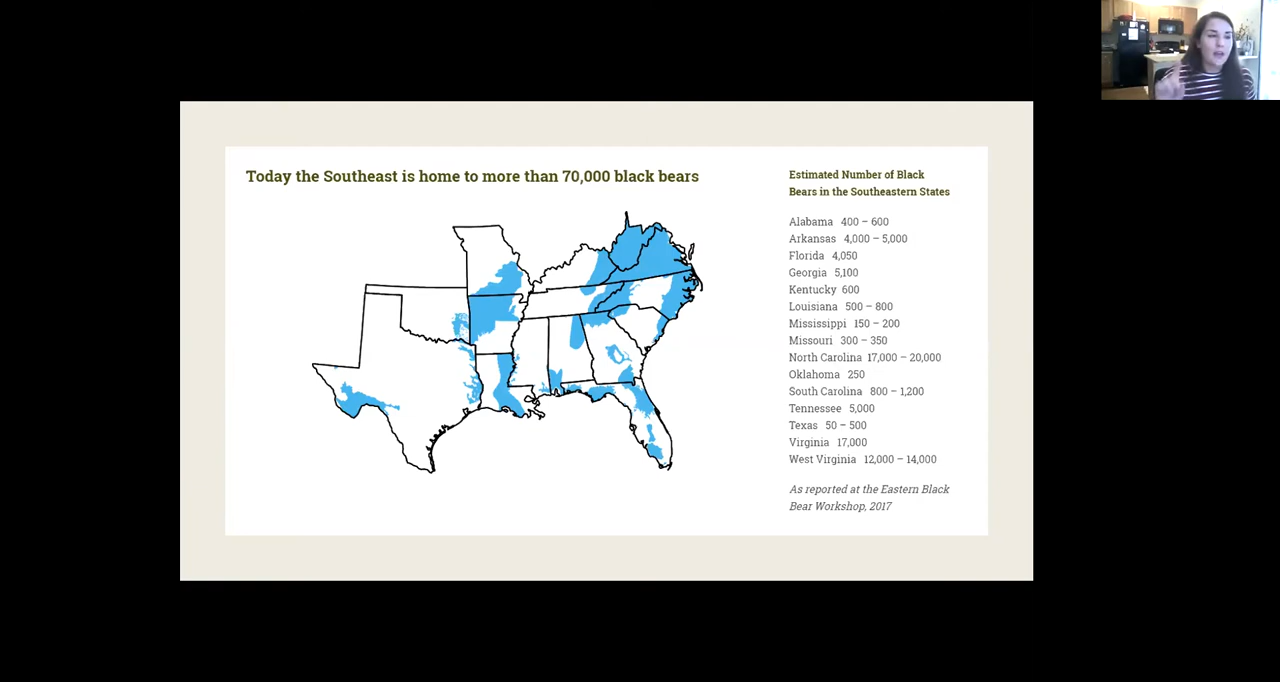 Today the Southeast is home to more than 70,000 black bears
Estimated Number of Black
Bears in the Southeastern States
Alabama 400 – 600
Arkansas 4,000 – 5,000
Florida 4,050
Georgia 5,100
Kentucky 600
Louisiana 500 – 800
Mississippi 150 – 200
Missouri 300 – 350
North Carolina 17,000 – 20,000
Oklahoma 250
South Carolina 800 – 1,200
Tennessee 5,000
Texas 50 – 500
Virginia 17,000
West Virginia 12,000 – 14,000
As reported at the Eastern Black
Bear Workshop, 2017